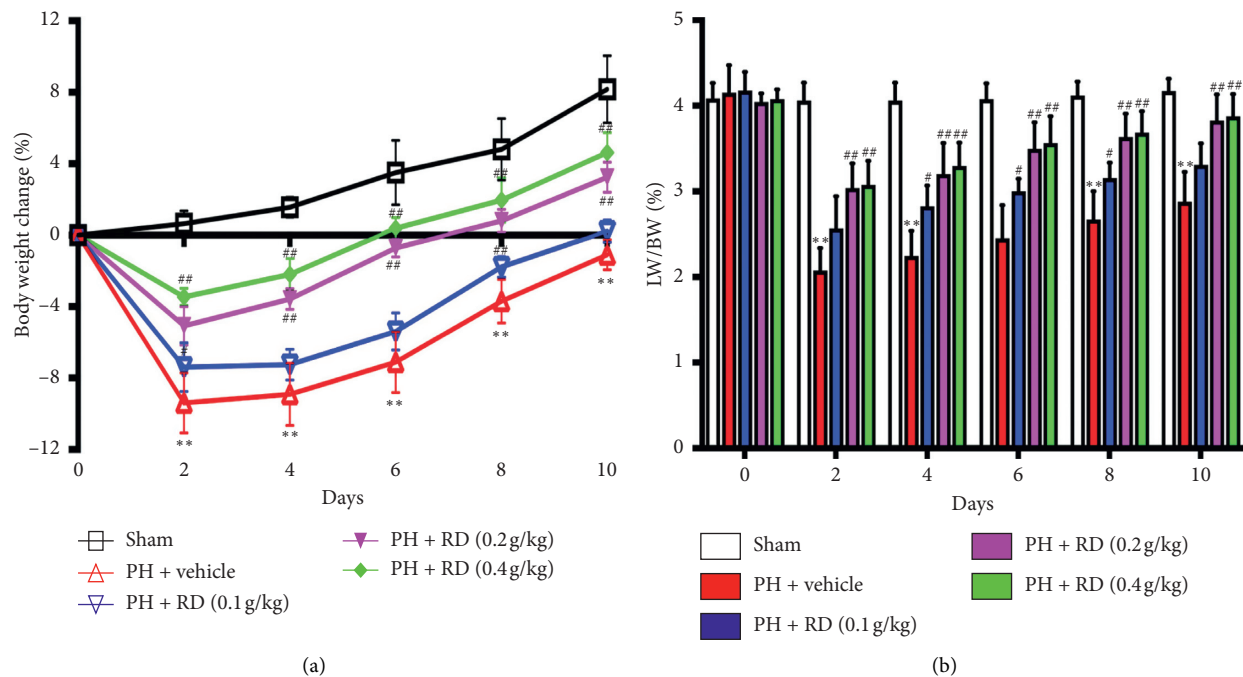 12
8
4
0
−4
−8
−12
Body weight change (%)
##
##
##
##
##
##
##
##
##
##
#
**
**
**
**
**
0 2 4 6 8 10
Days
Sham
PH + vehicle
PH + RD (0.1 g/kg)
PH + RD (0.2 g/kg)
PH + RD (0.4 g/kg)
(a)
5
4
3
2
1
0
LW/BW (%)
** ## ##
** # ## ##
# ## ##
** # ## ##
** ## ##
0 2 4 6 8 10
Days
Sham
PH + vehicle
PH + RD (0.1 g/kg)
PH + RD (0.2 g/kg)
PH + RD (0.4 g/kg)
(b)